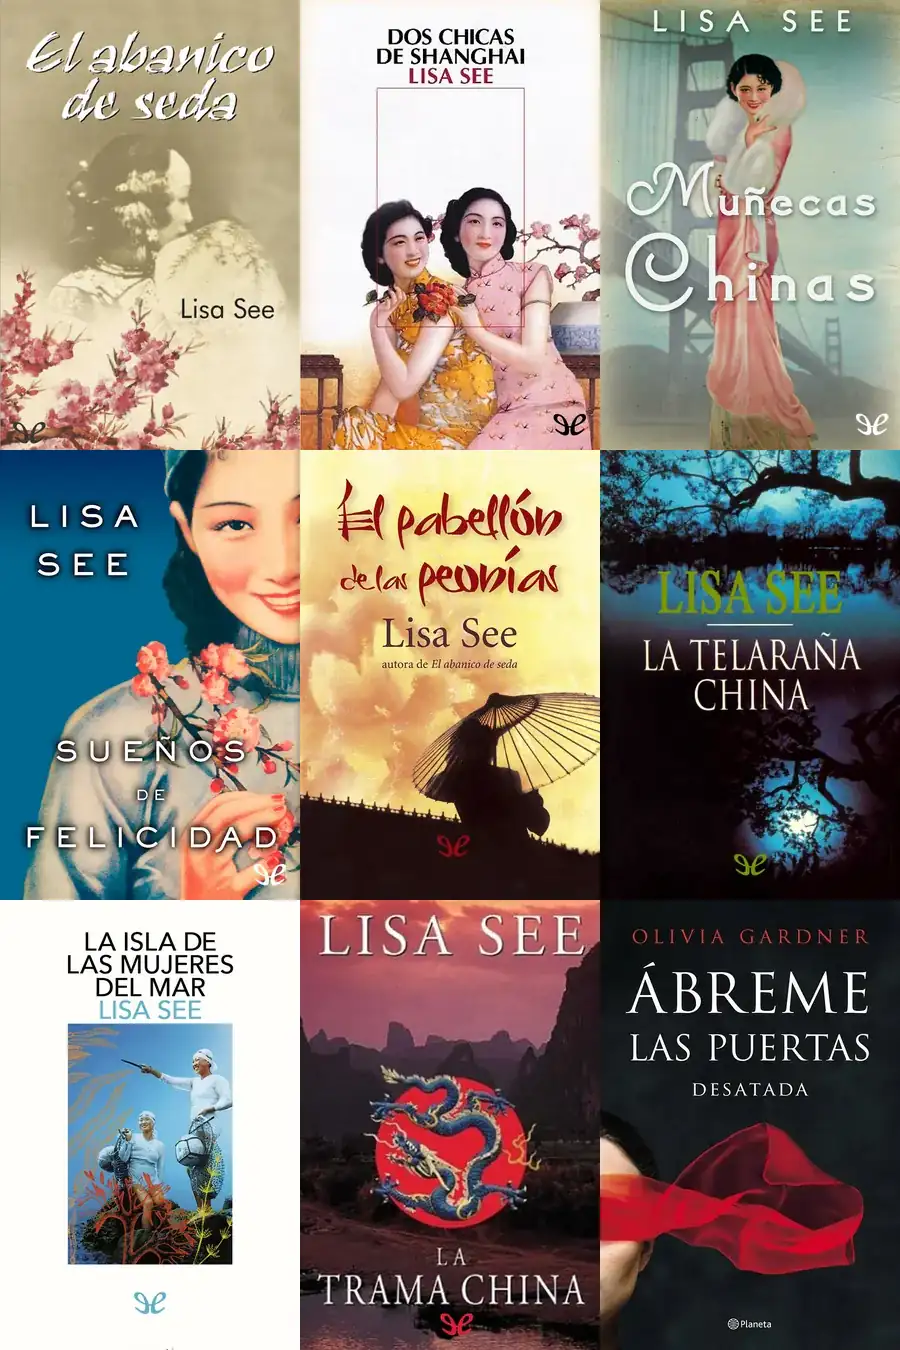 El abanico
de seda
Lisa See
DOS CHICAS
DE SHANGHAI
LISA SEE
LISA SEE
Muñecas
Chinas
LISA
SEE
SUEÑOS
DE
FELICIDAD
El pabellón
de las peonías
Lisa See
autora de El abanico de seda
LISA SEE
LA TELARAÑA
CHINA
LA ISLA DE
LAS MUJERES
DEL MAR
LISA SEE
LISA SEE
LA
TRAMA CHINA
OLIVIA GARDNER
ÁBREME
LAS PUERTAS
DESATADA
Planeta